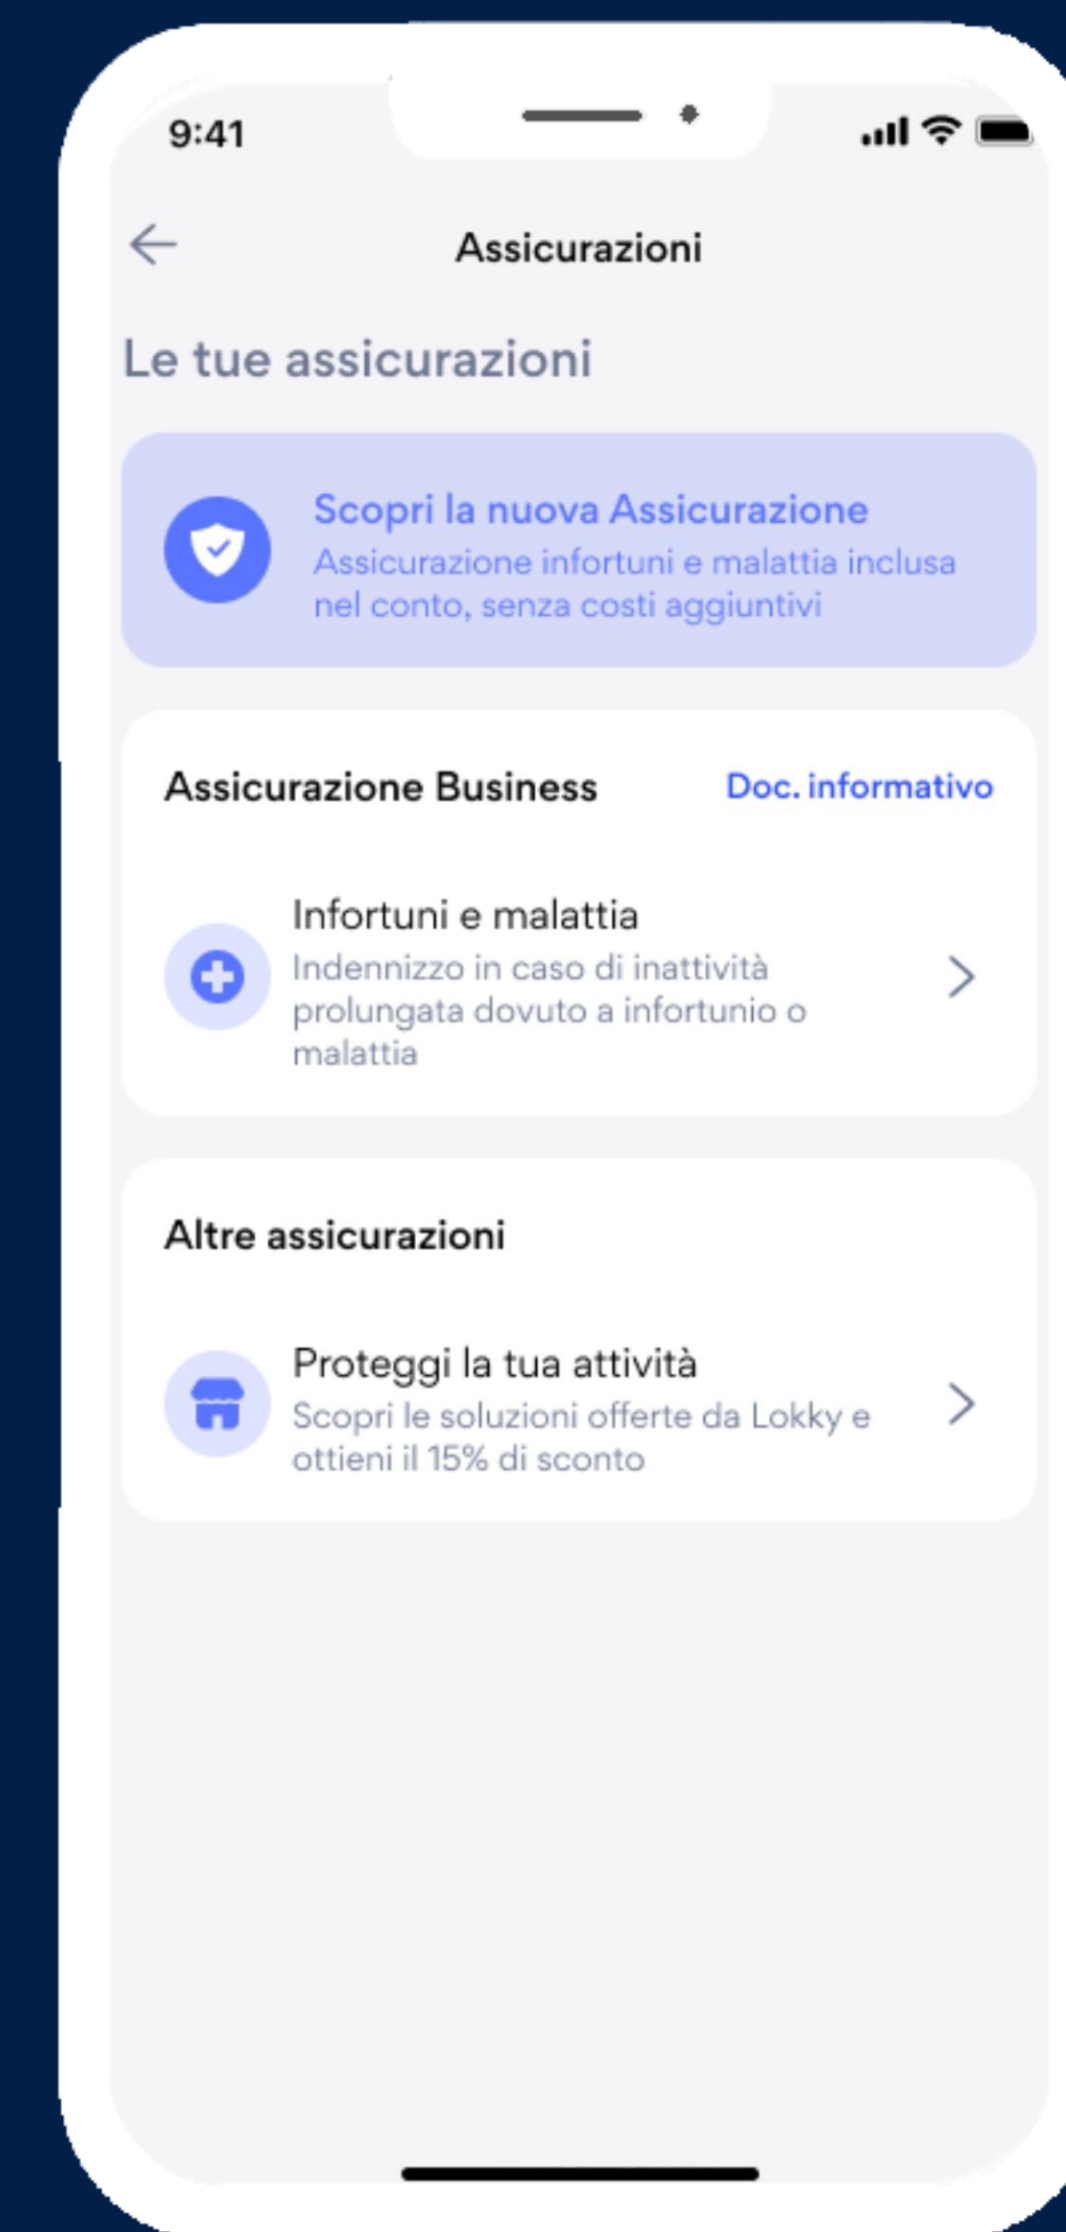 9:41
Assicurazioni
Le tue assicurazioni
Scopri la nuova Assicurazione
Assicurazione infortuni e malattia inclusa
nel conto, senza costi aggiuntivi
Assicurazione Business
Doc. informativo
Infortuni e malattia
Indennizzo in caso di inattività
prolungata dovuto a infortunio o
malattia
Altre assicurazioni
Proteggi la tua attività
Scopri le soluzioni offerte da Lokky e
ottieni il 15% di sconto